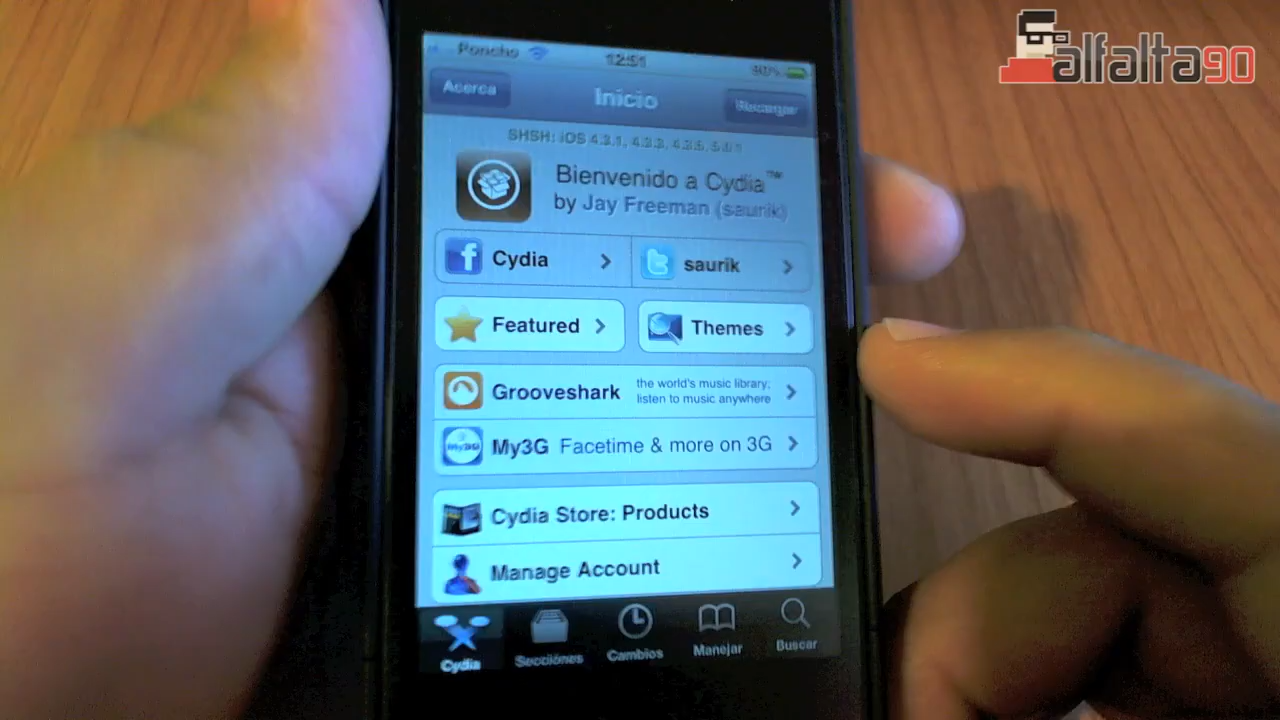 alfalta90
Poncho
12:51
90%
Acerca
Inicio
Recargar
SHSH: iOS 4.3.1, 4.3.3, 4.3.5, 5.0.1
Bienvenido a Cydia™
by Jay Freeman (saurik)
Cydia
saurik
Featured
Themes
Grooveshark
the world's music library;
listen to music anywhere
My3G Facetime & more on 3G
Cydia Store: Products
Manage Account
Cydia
Secciónes
Cambios
Manejar
Buscar